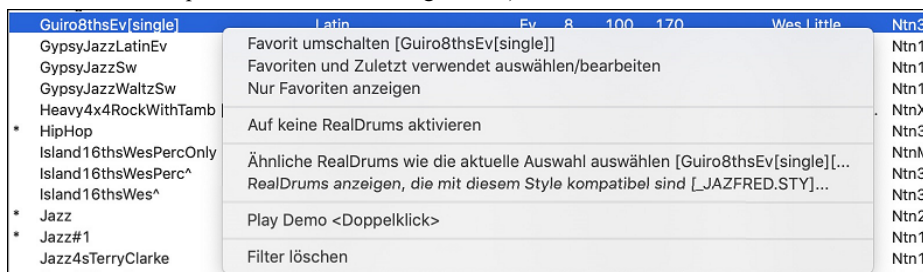 Guiro8thsEv[single] Latin Ev 8 100 170 Wes Little Ntn3
GypsyJazzLatinEv Ntn1
GypsyJazzSw Ntn1
GypsyJazzWaltzSw Ntn1
Heavy4x4RockWithTamb NtnX
* HipHop Ntn3
Island16thsWesPercOnly NtnM
Island16thsWesPerc^ Ntn3
Island16thsWes^ Ntn3
* Jazz Ntn2
* Jazz#1 Ntn1
Jazz4sTerryClarke Ntn1
Favorit umschalten [Guiro8thsEv[single]]
Favoriten und Zuletzt verwendet auswählen/bearbeiten
Nur Favoriten anzeigen
Auf keine RealDrums aktivieren
Ähnliche RealDrums wie die aktuelle Auswahl auswählen [Guiro8thsEv[single][...
RealDrums anzeigen, die mit diesem Style kompatibel sind [_JAZFRED.STY]...
Play Demo <Doppelklick>
Filter löschen